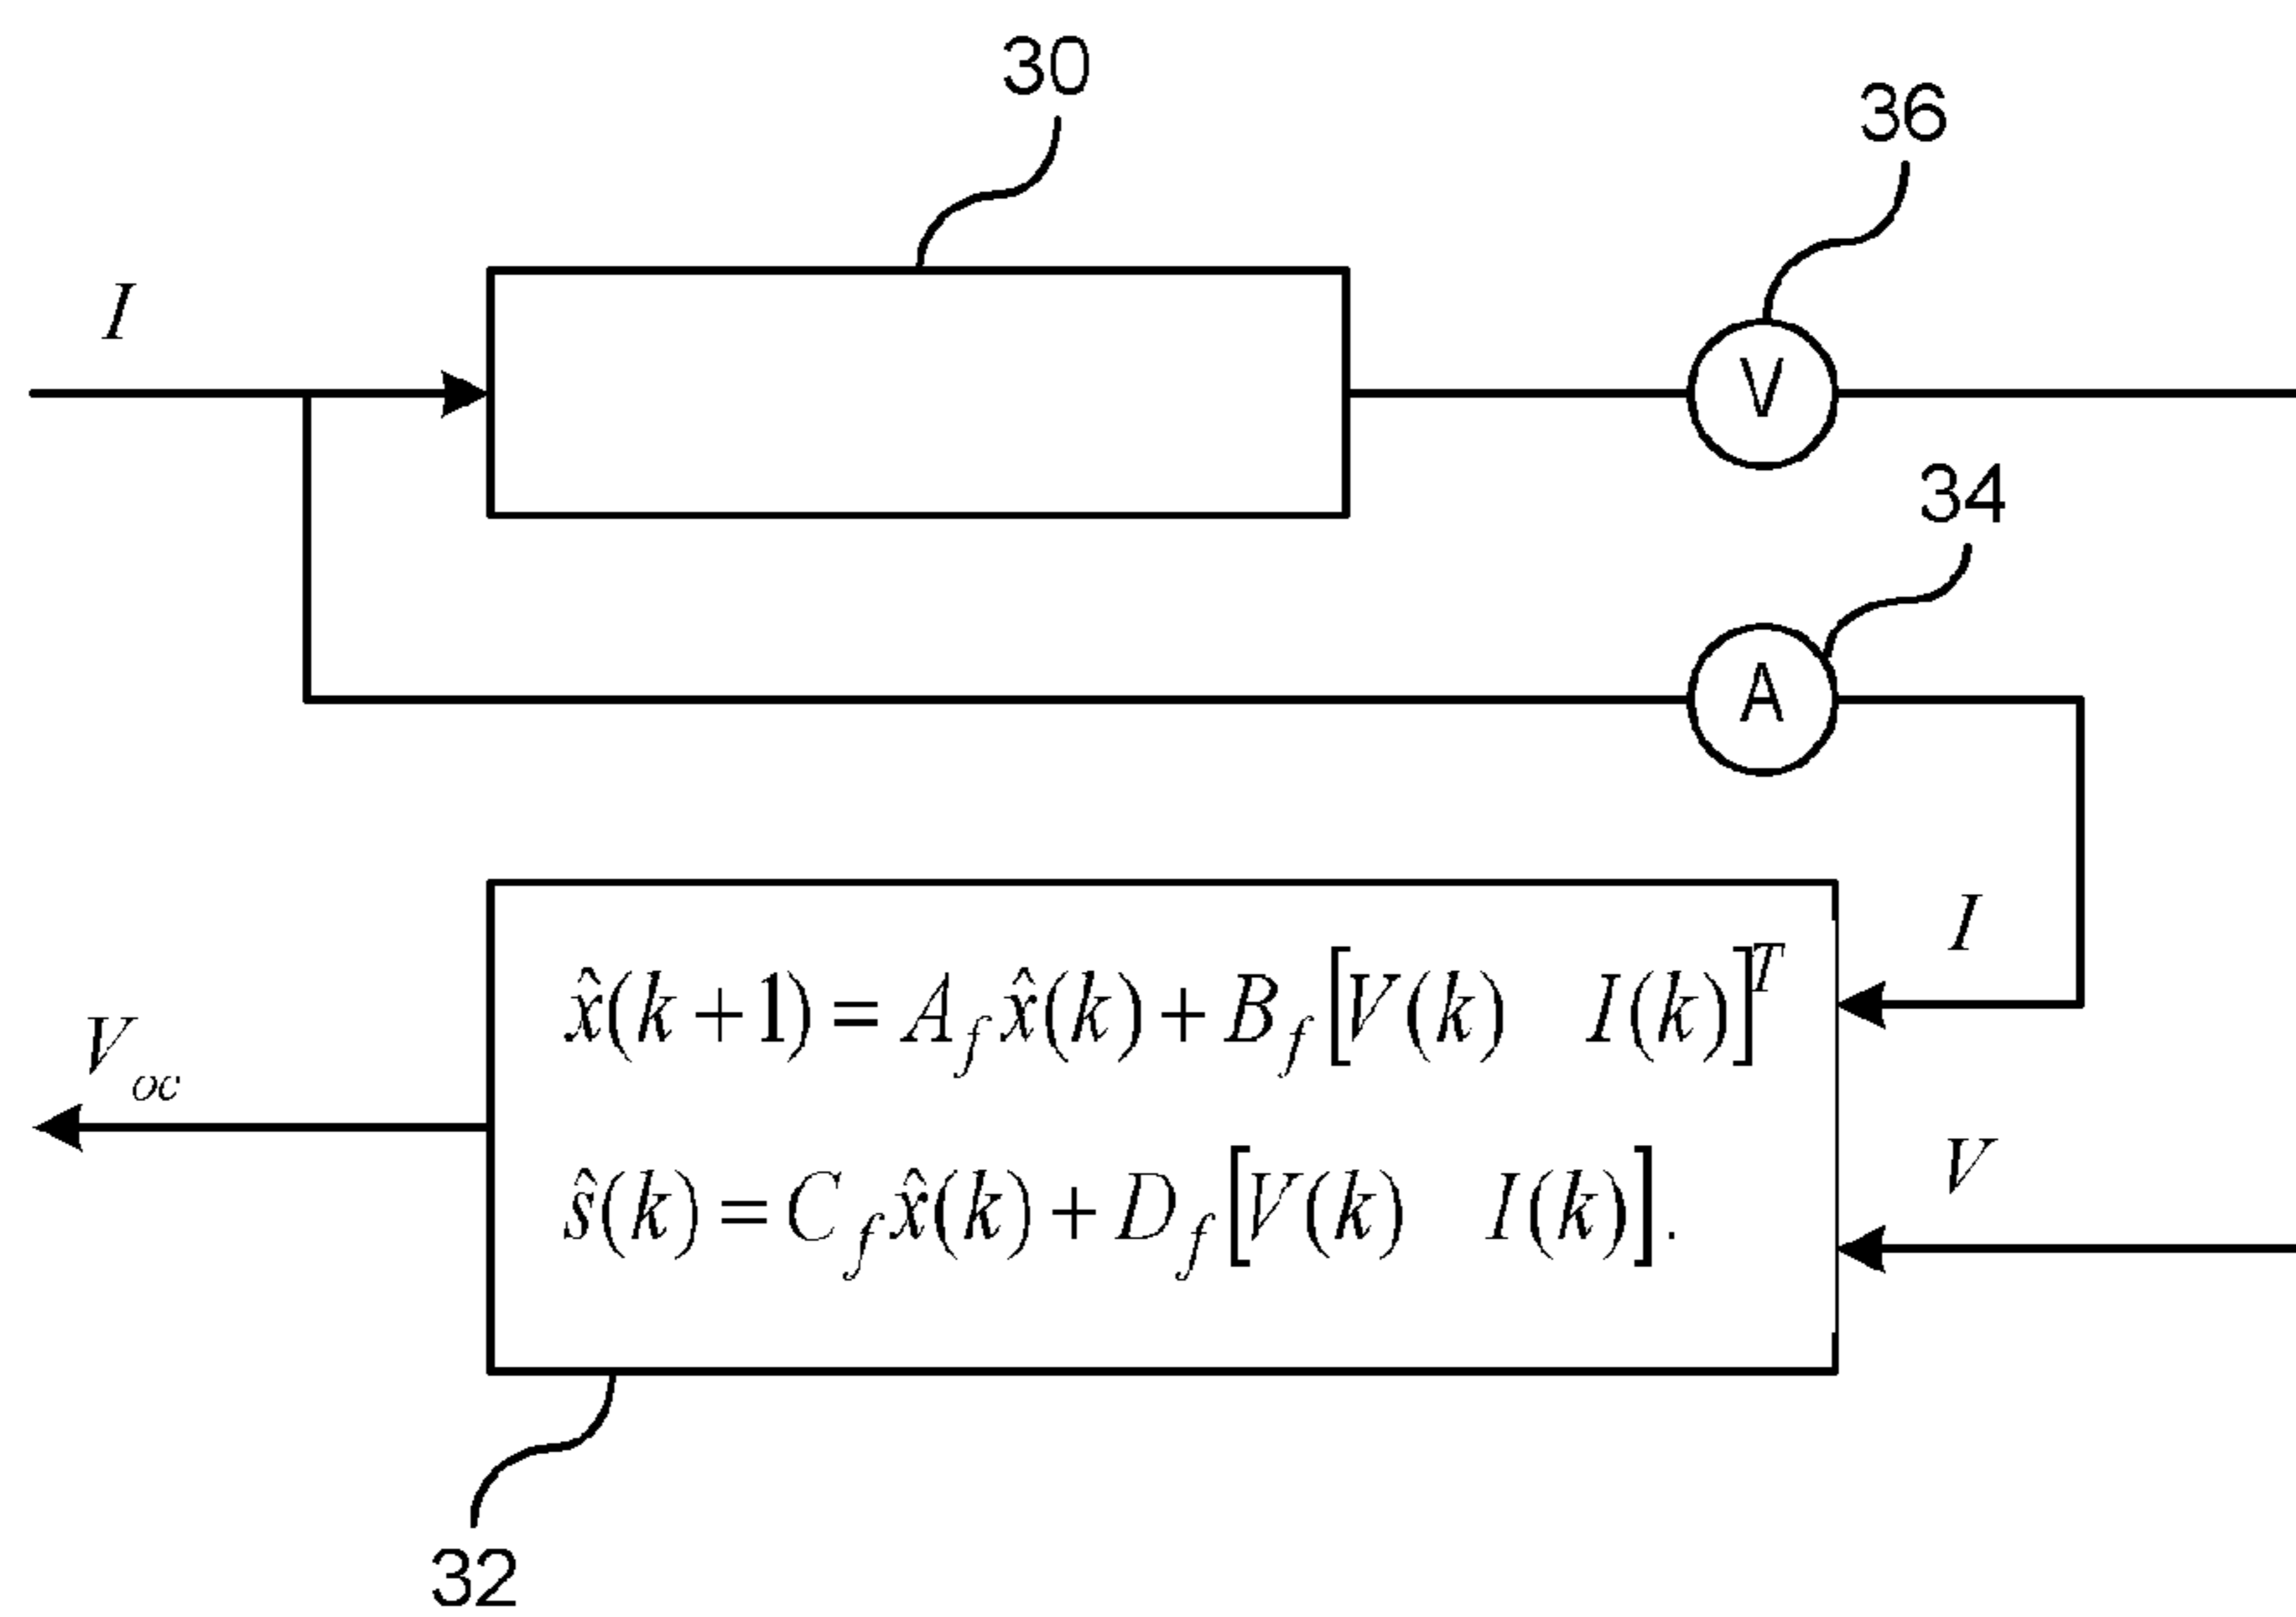 30
36
I
V
34
A
I
x̂(k+1) = A_f x̂(k) + B_f [V(k) I(k)]^T
V_oc
V
ŝ(k) = C_f x̂(k) + D_f [V(k) I(k)].
32